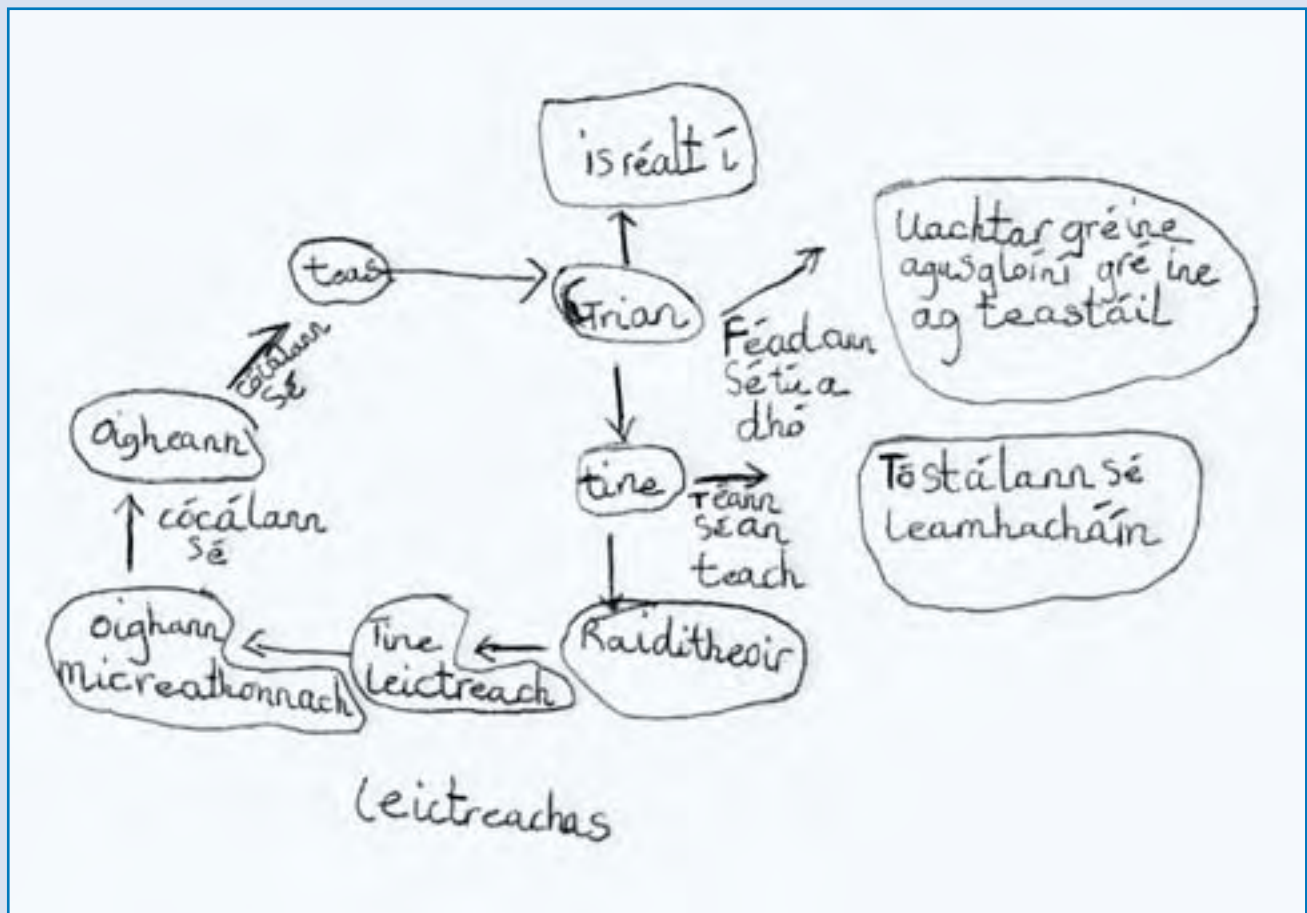 is réalt í
teas
Grian
Uachtar gréine
agus gloiní gréine
ag teastáil
Féadann
sé tú a
dhó
cócálann
sé
Oigheann
cócálann
sé
tine
Téann
sé an
teach
Tóstálann sé
leamhacháin
Oighann
Micreathonnach
Tine
Leictreach
Raiditheoir
Leictreachas